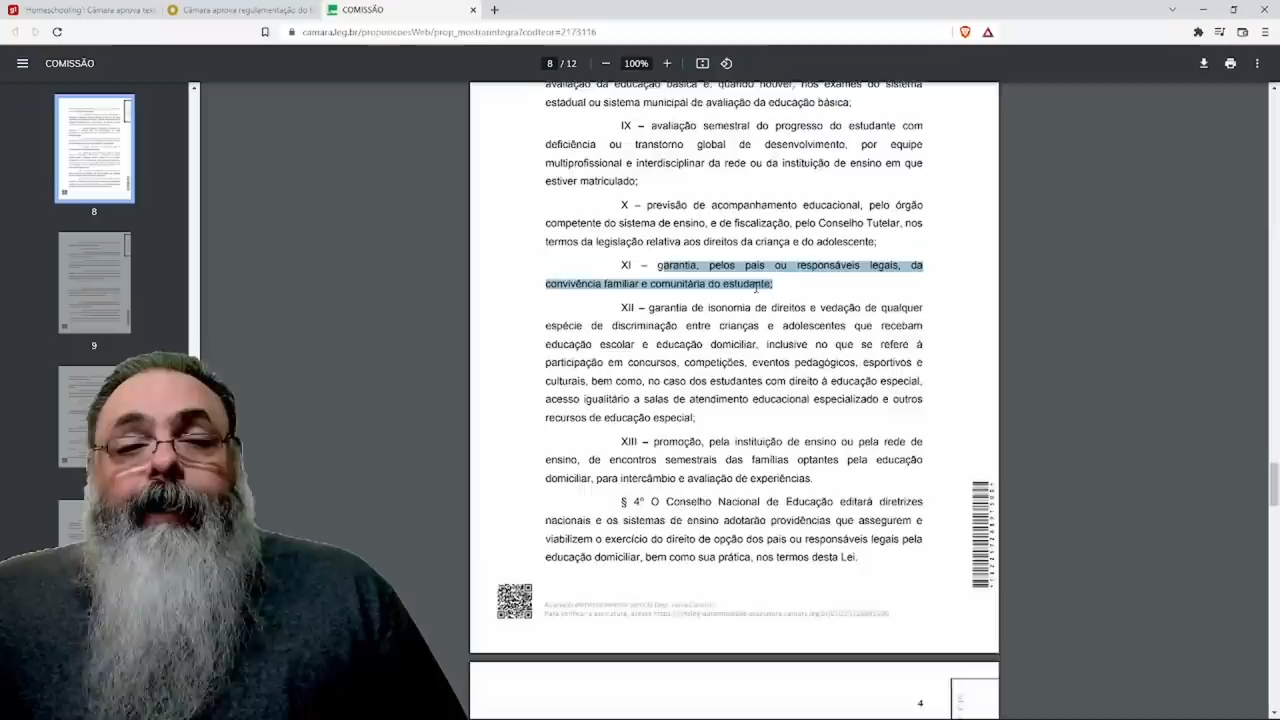 'Homeschooling': Câmara aprova tex
Câmara aprova regulamentação do
COMISSÃO
camara.leg.br/proposicoesWeb/prop_mostrarintegra?codteor=2173116
COMISSÃO
8 / 12
100%
8
9
avaliação da educação básica e, quando houver, nos exames do sistema
estadual ou sistema municipal de avaliação da educação básica;
IX – avaliação semestral do progresso do estudante com
deficiência ou transtorno global de desenvolvimento, por equipe
multiprofissional e interdisciplinar da rede ou da instituição de ensino em que
estiver matriculado;
X – previsão de acompanhamento educacional, pelo órgão
competente do sistema de ensino, e de fiscalização, pelo Conselho Tutelar, nos
termos da legislação relativa aos direitos da criança e do adolescente;
XI – garantia, pelos pais ou responsáveis legais, da
convivência familiar e comunitária do estudante;
XII – garantia de isonomia de direitos e vedação de qualquer
espécie de discriminação entre crianças e adolescentes que recebam
educação escolar e educação domiciliar, inclusive no que se refere à
participação em concursos, competições, eventos pedagógicos, esportivos e
culturais, bem como, no caso dos estudantes com direito à educação especial,
acesso igualitário a salas de atendimento educacional especializado e outros
recursos de educação especial;
XIII – promoção, pela instituição de ensino ou pela rede de
ensino, de encontros semestrais das famílias optantes pela educação
domiciliar, para intercâmbio e avaliação de experiências.
§ 4º O Conselho Nacional de Educação editará diretrizes
nacionais e os sistemas de ensino adotarão providências que assegurem e
viabilizem o exercício do direito de opção dos pais ou responsáveis legais pela
educação domiciliar, bem como sua prática, nos termos desta Lei.
Para verificar a assinatura, acesse
4